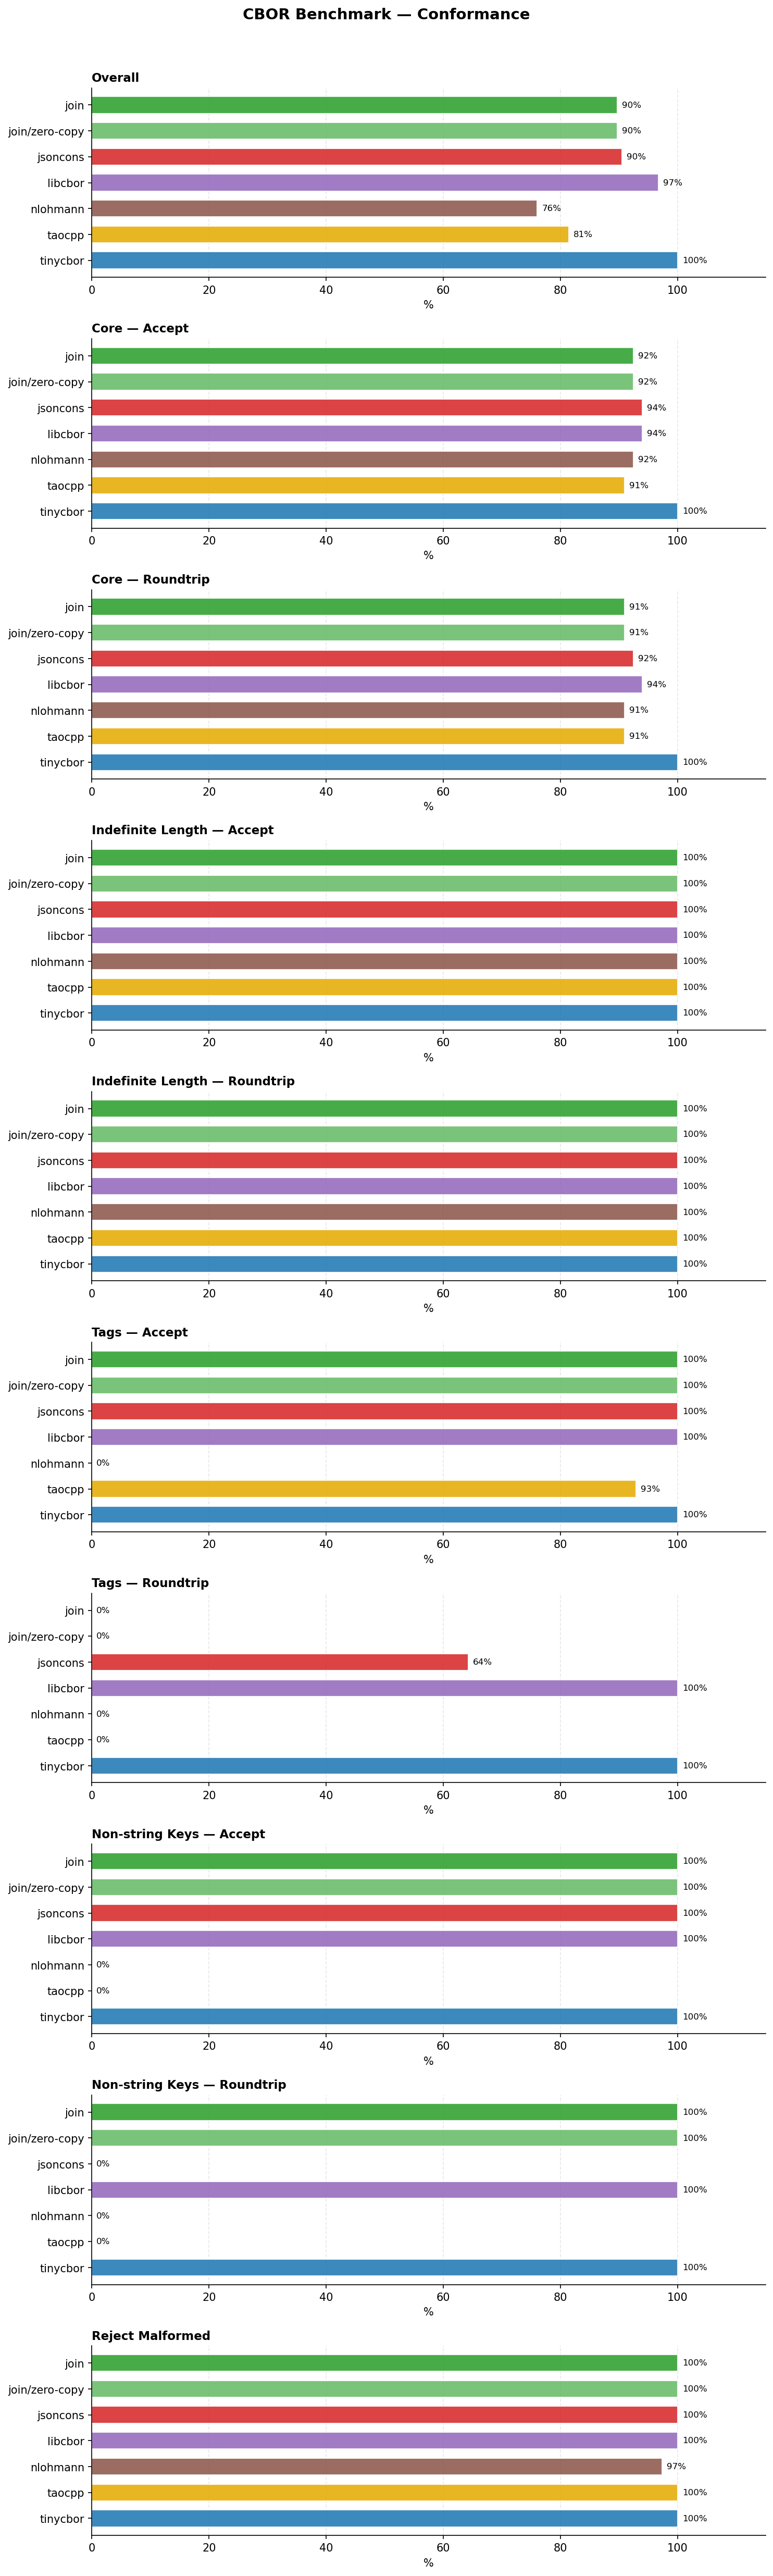 CBOR Benchmark — Conformance
Overall
join 90%
join/zero-copy 90%
jsoncons 90%
libcbor 97%
nlohmann 76%
taocpp 81%
tinycbor 100%
0 20 40 60 80 100
%
Core — Accept
join 92%
join/zero-copy 92%
jsoncons 94%
libcbor 94%
nlohmann 92%
taocpp 91%
tinycbor 100%
0 20 40 60 80 100
%
Core — Roundtrip
join 91%
join/zero-copy 91%
jsoncons 92%
libcbor 94%
nlohmann 91%
taocpp 91%
tinycbor 100%
0 20 40 60 80 100
%
Indefinite Length — Accept
join 100%
join/zero-copy 100%
jsoncons 100%
libcbor 100%
nlohmann 100%
taocpp 100%
tinycbor 100%
0 20 40 60 80 100
%
Indefinite Length — Roundtrip
join 100%
join/zero-copy 100%
jsoncons 100%
libcbor 100%
nlohmann 100%
taocpp 100%
tinycbor 100%
0 20 40 60 80 100
%
Tags — Accept
join 100%
join/zero-copy 100%
jsoncons 100%
libcbor 100%
nlohmann 0%
taocpp 93%
tinycbor 100%
0 20 40 60 80 100
%
Tags — Roundtrip
join 0%
join/zero-copy 0%
jsoncons 64%
libcbor 100%
nlohmann 0%
taocpp 0%
tinycbor 100%
0 20 40 60 80 100
%
Non-string Keys — Accept
join 100%
join/zero-copy 100%
jsoncons 100%
libcbor 100%
nlohmann 0%
taocpp 0%
tinycbor 100%
0 20 40 60 80 100
%
Non-string Keys — Roundtrip
join 100%
join/zero-copy 100%
jsoncons 0%
libcbor 100%
nlohmann 0%
taocpp 0%
tinycbor 100%
0 20 40 60 80 100
%
Reject Malformed
join 100%
join/zero-copy 100%
jsoncons 100%
libcbor 100%
nlohmann 97%
taocpp 100%
tinycbor 100%
0 20 40 60 80 100
%